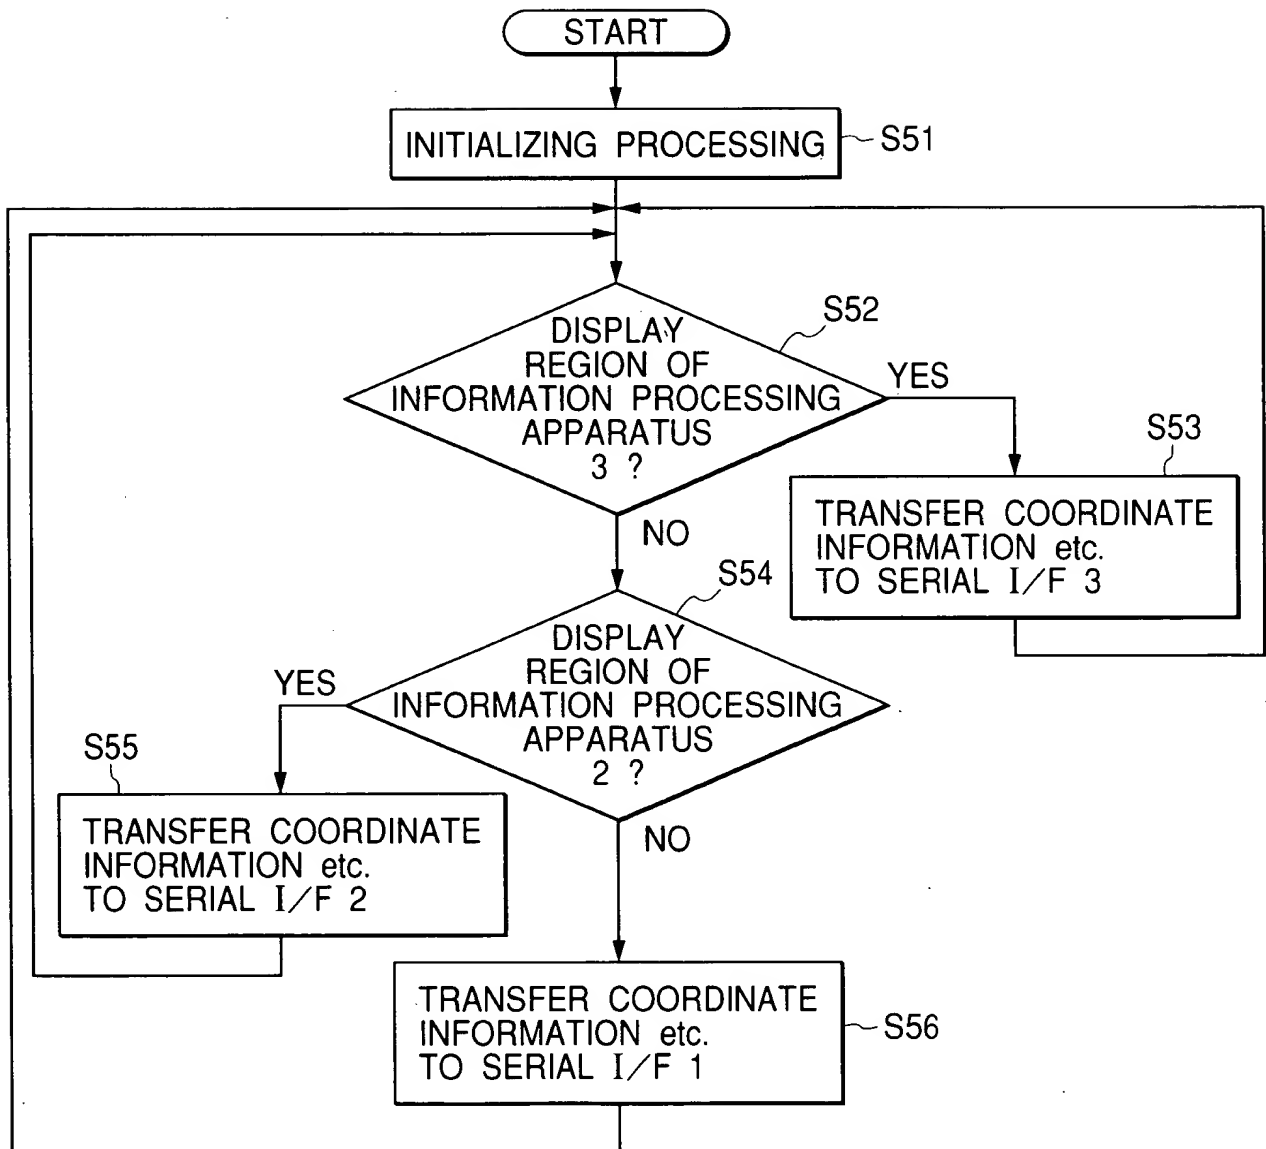 START
INITIALIZING PROCESSING
S51
S52
DISPLAY
REGION OF
INFORMATION PROCESSING
APPARATUS
3 ?
YES
NO
S53
TRANSFER COORDINATE
INFORMATION etc.
TO SERIAL I/F 3
S54
DISPLAY
REGION OF
INFORMATION PROCESSING
APPARATUS
2 ?
YES
NO
S55
TRANSFER COORDINATE
INFORMATION etc.
TO SERIAL I/F 2
TRANSFER COORDINATE
INFORMATION etc.
TO SERIAL I/F 1
S56